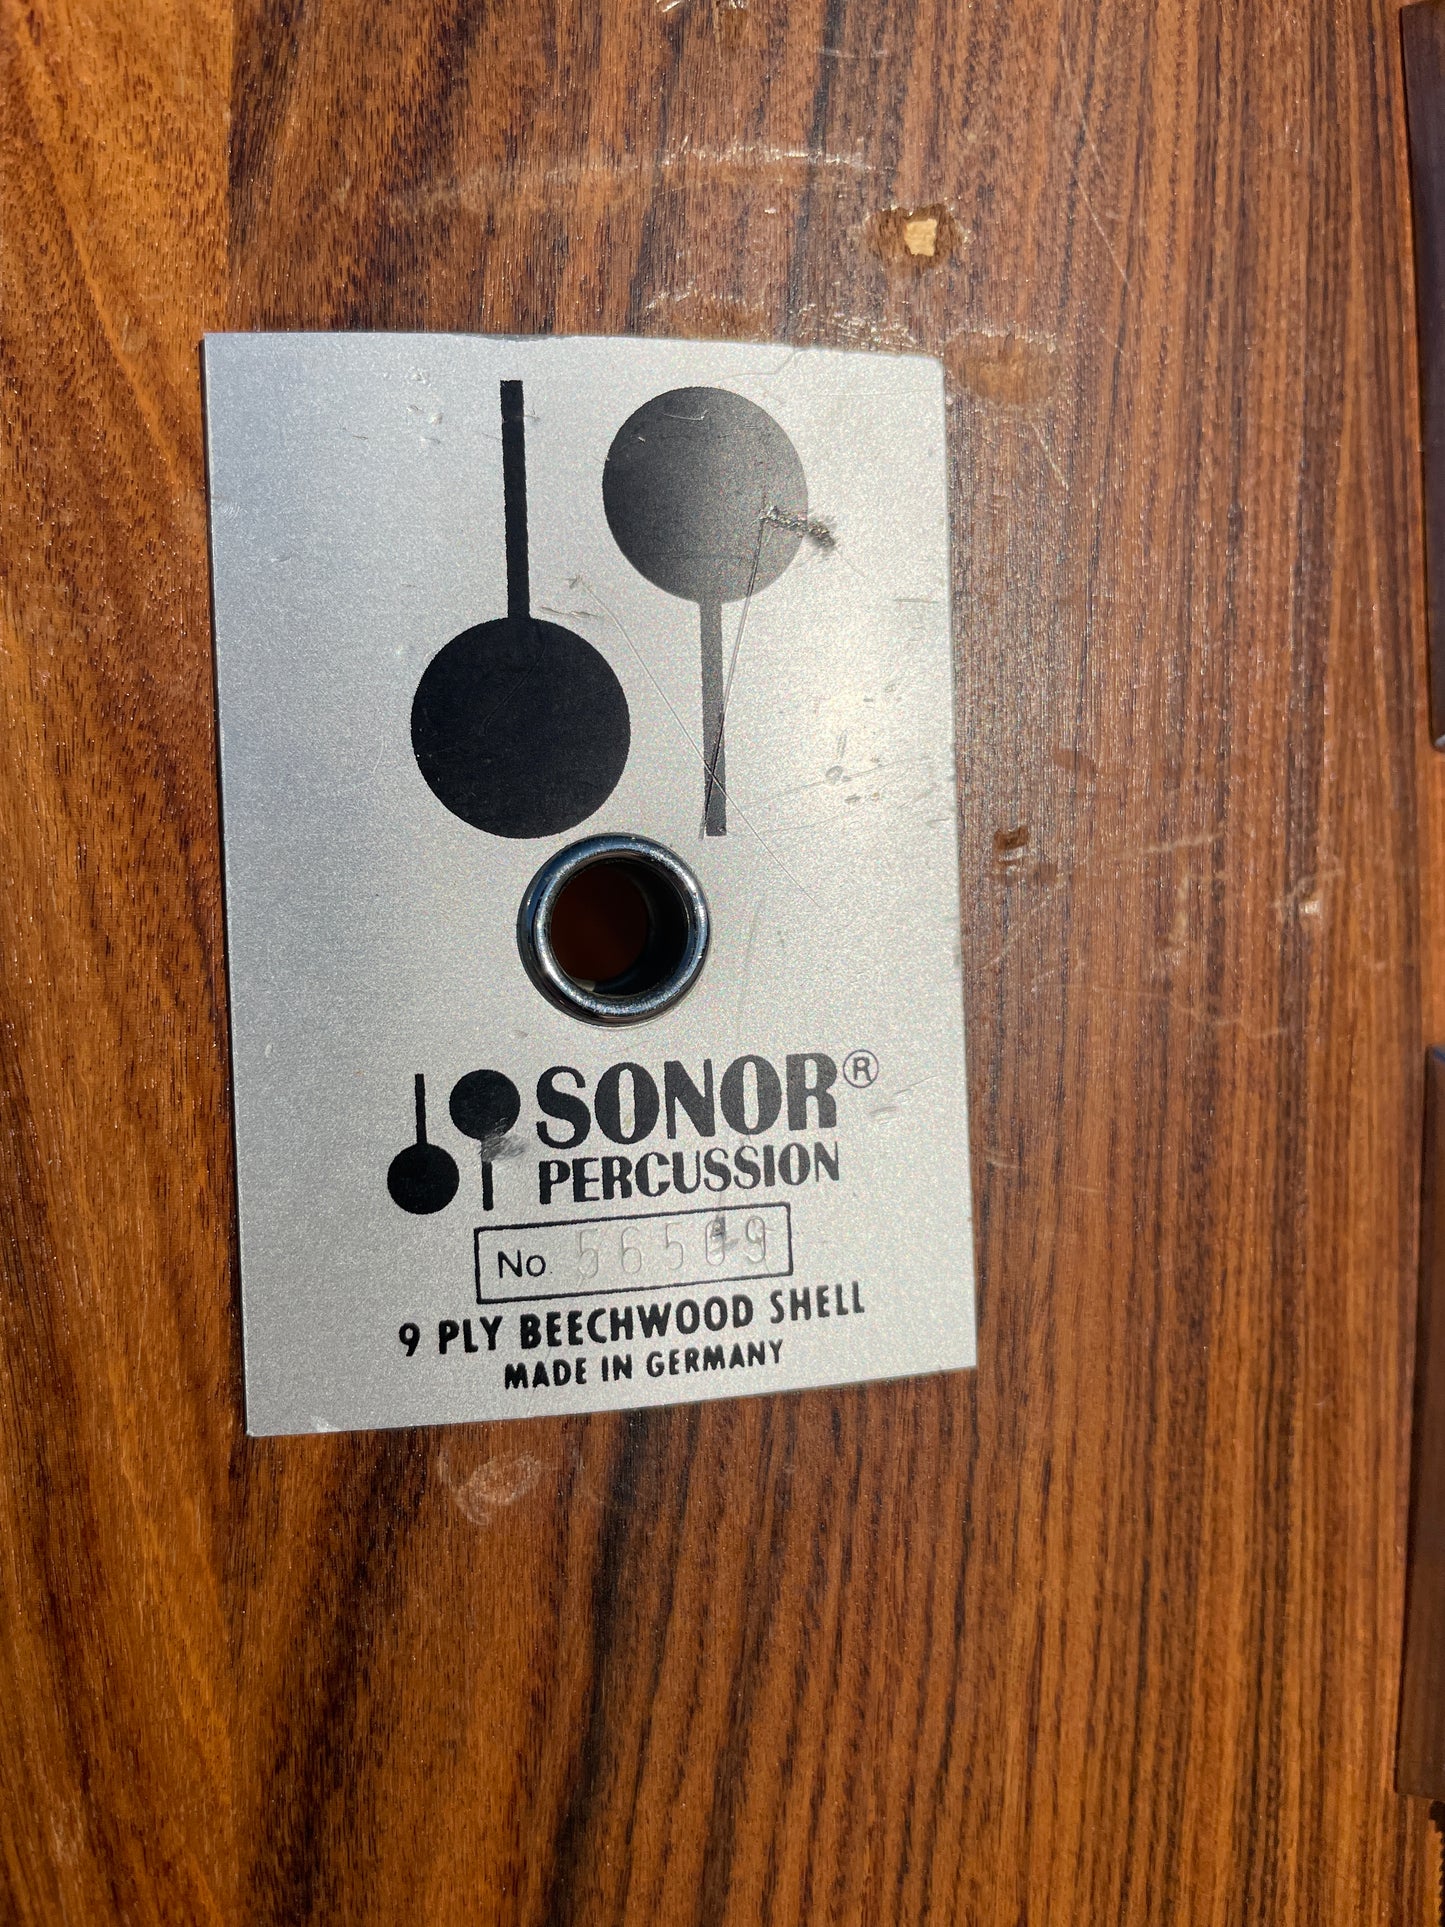 SONOR®
PERCUSSION
No. 56509
9 PLY BEECHWOOD SHELL
MADE IN GERMANY